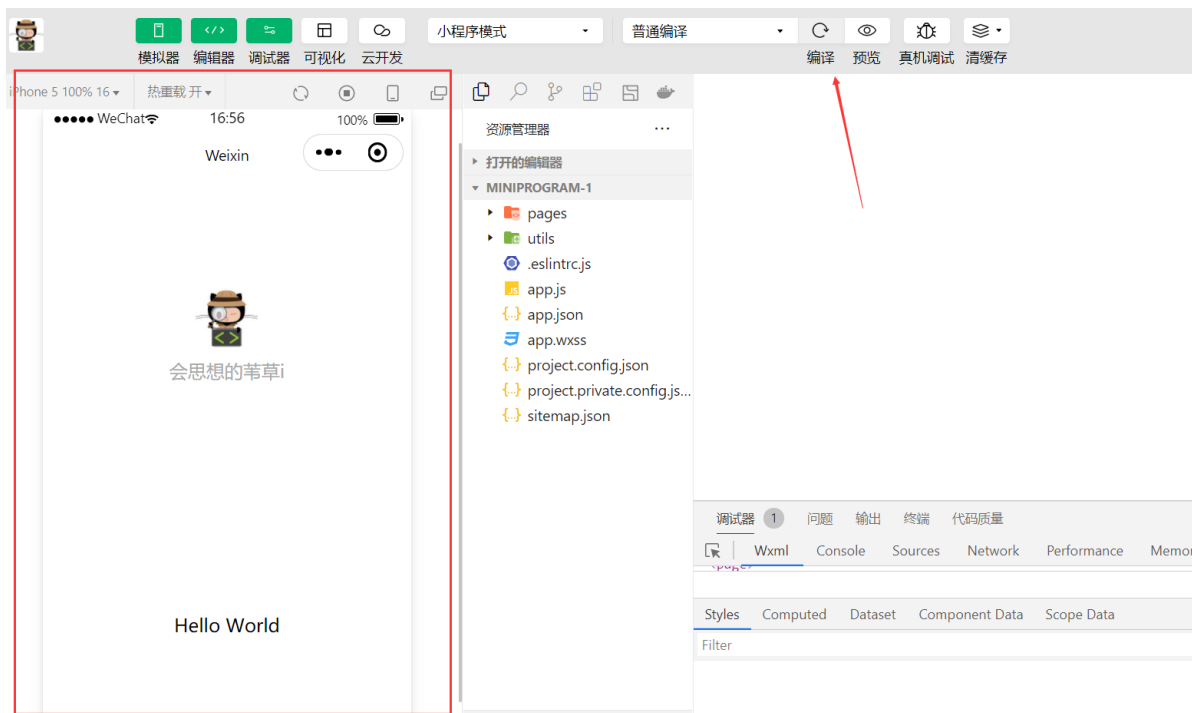 小程序模式
普通编译
模拟器 编辑器 调试器 可视化 云开发
编译 预览 真机调试 清缓存
iPhone 5 100% 16
热重载 开
WeChat 16:56 100%
Weixin
会思想的苇草i
Hello World
资源管理器
打开的编辑器
MINIPROGRAM-1
pages
utils
.eslintrc.js
JS app.js
{..} app.json
app.wxss
{..} project.config.json
{..} project.private.config.js...
{..} sitemap.json
调试器 1 问题 输出 终端 代码质量
Wxml Console Sources Network Performance Memor
<page>
Styles Computed Dataset Component Data Scope Data
Filter